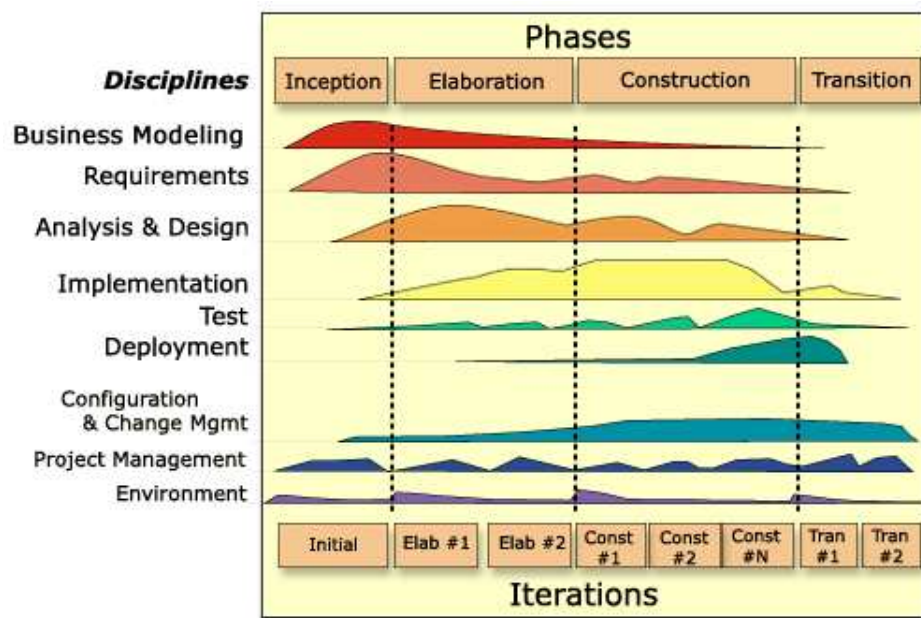 Phases
Disciplines
Inception
Elaboration
Construction
Transition
Business Modeling
Requirements
Analysis & Design
Implementation
Test
Deployment
Configuration
& Change Mgmt
Project Management
Environment
Initial
Elab #1
Elab #2
Const
#1
Const
#2
Const
#N
Tran
#1
Tran
#2
Iterations